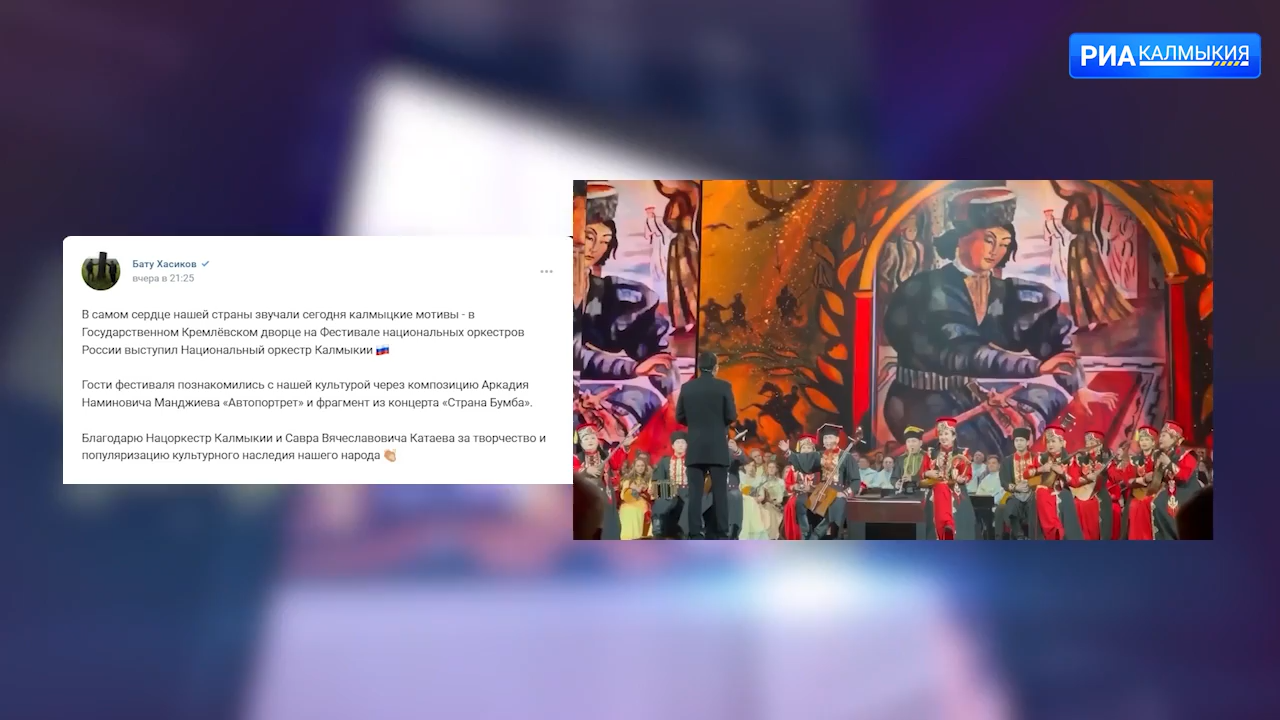 РИА КАЛМЫКИЯ
Бату Хасиков
вчера в 21:25
В самом сердце нашей страны звучали сегодня калмыцкие мотивы - в
Государственном Кремлёвском дворце на Фестивале национальных оркестров
России выступил Национальный оркестр Калмыкии 🇷🇺
Гости фестиваля познакомились с нашей культурой через композицию Аркадия
Наминовича Манджиева «Автопортрет» и фрагмент из концерта «Страна Бумба».
Благодарю Нацоркестр Калмыкии и Савра Вячеславовича Катаева за творчество и
популяризацию культурного наследия нашего народа 👏🏼